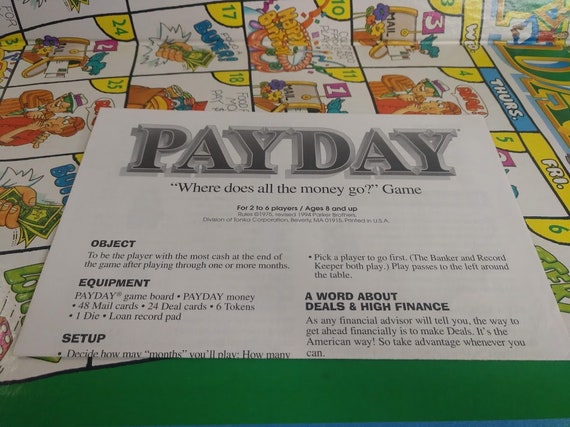 24
17
10
3
MAIL
WED.
25
18
11
4
THURS.
FRI.
6
PAYDAY
"Where does all the money go?" Game
For 2 to 6 players / Ages 8 and up
Rules ©1975, revised 1994 Parker Brothers,
Division of Tonka Corporation, Beverly, MA 01915. Printed in U.S.A.
OBJECT
To be the player with the most cash at the end of
the game after playing through one or more months.
EQUIPMENT
PAYDAY® game board • PAYDAY money
• 48 Mail cards • 24 Deal cards • 6 Tokens
• 1 Die • Loan record pad
SETUP
• Decide how may "months" you'll play: How many
• Pick a player to go first. (The Banker and Record
Keeper both play.) Play passes to the left around
the table.
A WORD ABOUT
DEALS & HIGH FINANCE
As any financial advisor will tell you, the way to
get ahead financially is to make Deals. It's the
American way! So take advantage whenever you
can.